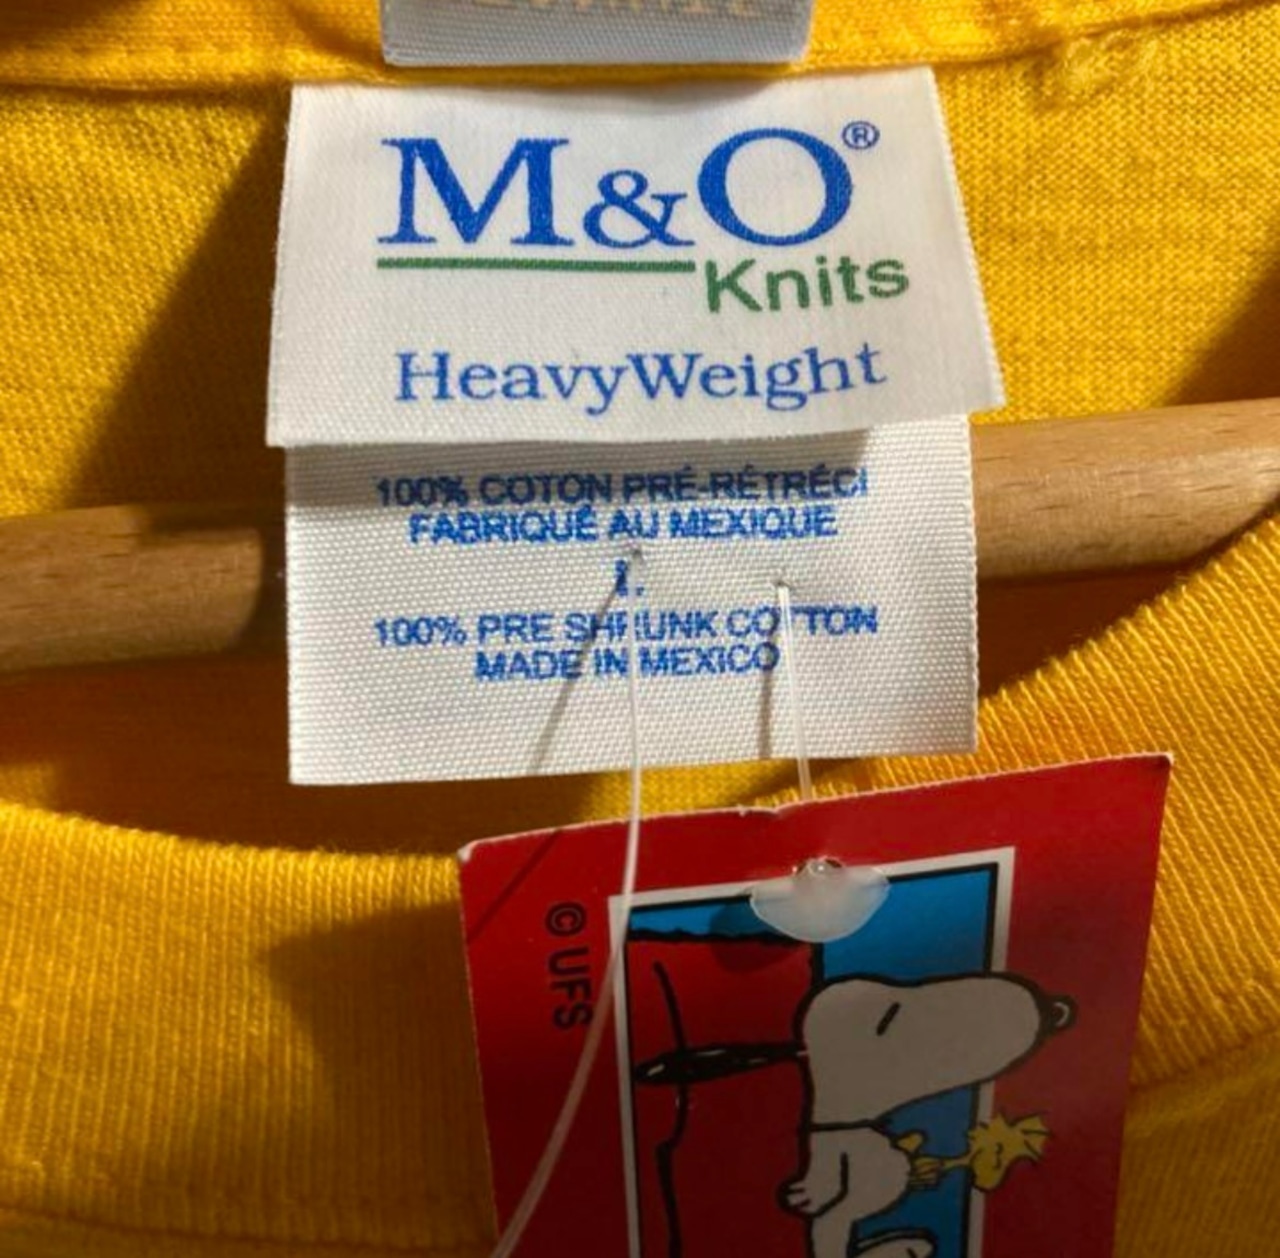 M&O®
Knits
HeavyWeight
100% COTON PRÉ-RÉTRÉCI
FABRIQUÉ AU MEXIQUE
L
100% PRE SHRUNK COTTON
MADE IN MEXICO
© UFS